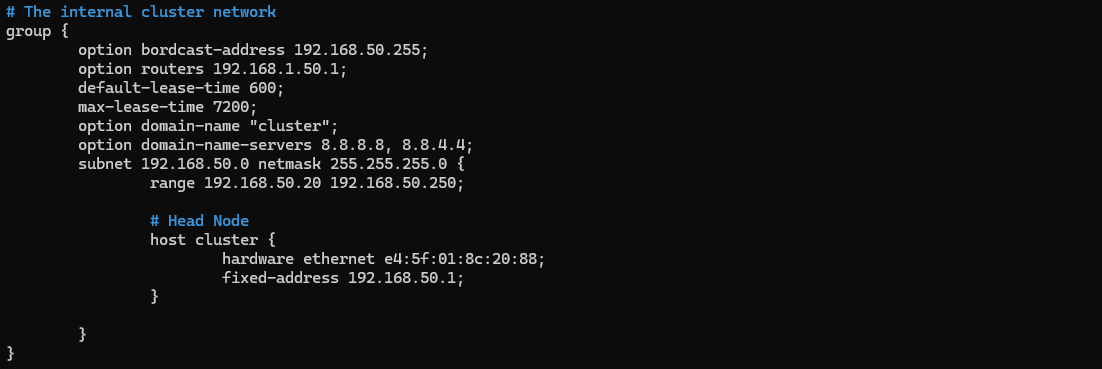 # The internal cluster network
group {
        option bordcast-address 192.168.50.255;
        option routers 192.168.1.50.1;
        default-lease-time 600;
        max-lease-time 7200;
        option domain-name "cluster";
        option domain-name-servers 8.8.8.8, 8.8.4.4;
        subnet 192.168.50.0 netmask 255.255.255.0 {
                range 192.168.50.20 192.168.50.250;

                # Head Node
                host cluster {
                        hardware ethernet e4:5f:01:8c:20:88;
                        fixed-address 192.168.50.1;
                }

        }
}